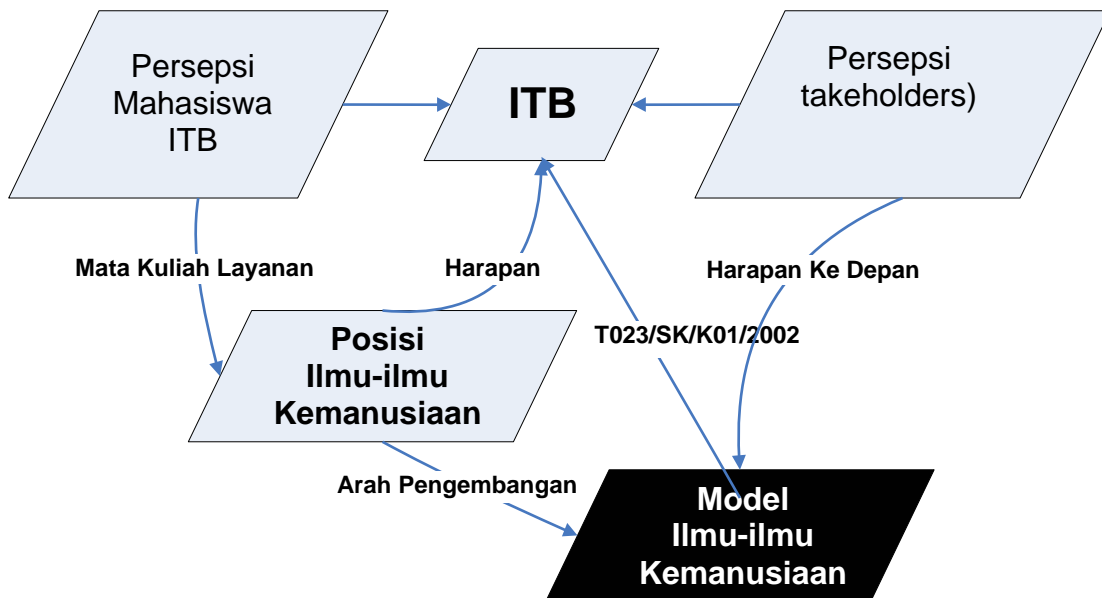 Persepsi
Mahasiswa
ITB
ITB
Persepsi
takeholders)
Mata Kuliah Layanan
Harapan
Harapan Ke Depan
Posisi
Ilmu-ilmu
Kemanusiaan
T023/SK/K01/2002
Arah Pengembangan
Model
Ilmu-ilmu
Kemanusiaan